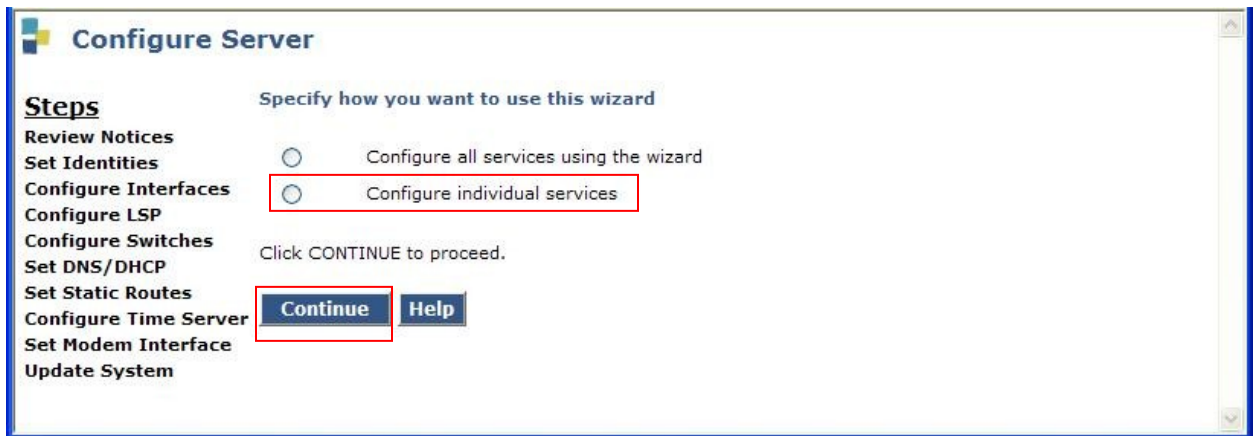 Configure Server
Steps
Review Notices
Set Identities
Configure Interfaces
Configure LSP
Configure Switches
Set DNS/DHCP
Set Static Routes
Configure Time Server
Set Modem Interface
Update System
Specify how you want to use this wizard
Configure all services using the wizard
Configure individual services
Click CONTINUE to proceed.
Continue
Help